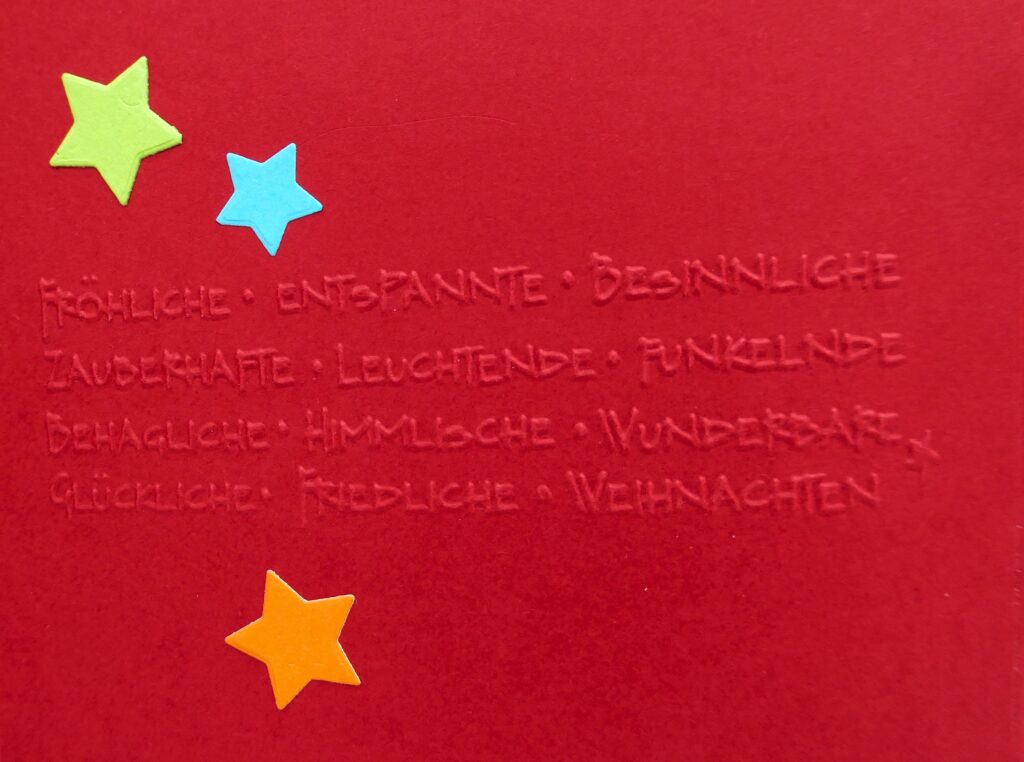 FRÖHLICHE · ENTSPANNTE · BESINNLICHE
ZAUBERHAFTE · LEUCHTENDE · FUNKELNDE
BEHAGLICHE · HIMMLISCHE · WUNDERBARE
GLÜCKLICHE · FRIEDLICHE · WEIHNACHTEN